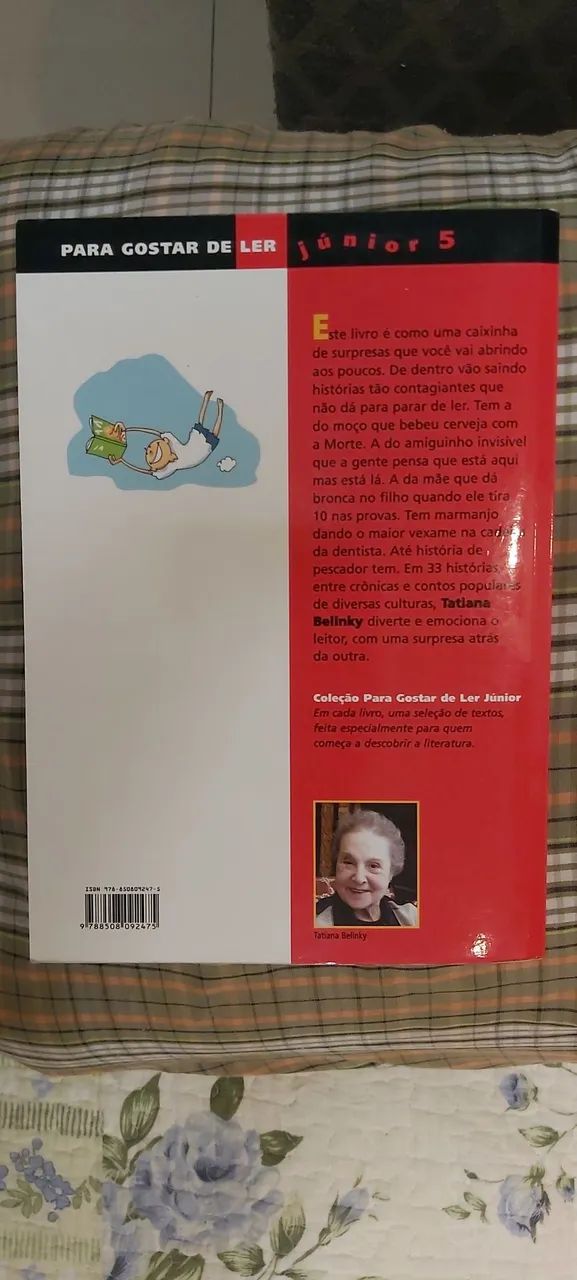 PARA GOSTAR DE LER júnior 5
Este livro é como uma caixinha
de surpresas que você vai abrindo
aos poucos. De dentro vão saindo
histórias tão contagiantes que
não dá para parar de ler. Tem a
do moço que bebeu cerveja com
a Morte. A do amiguinho invisível
que a gente pensa que está aqui
mas está lá. A da mãe que dá
bronca no filho quando ele tira
10 nas provas. Tem marmanjo
dando o maior vexame na cadeira
da dentista. Até história de
pescador tem. Em 33 histórias,
entre crônicas e contos populares
de diversas culturas, Tatiana
Belinky diverte e emociona o
leitor, com uma surpresa atrás
da outra.
Coleção Para Gostar de Ler Júnior
Em cada livro, uma seleção de textos,
feita especialmente para quem
começa a descobrir a literatura.
Tatiana Belinky
ISBN 978-850809247-5
9 788508 092475